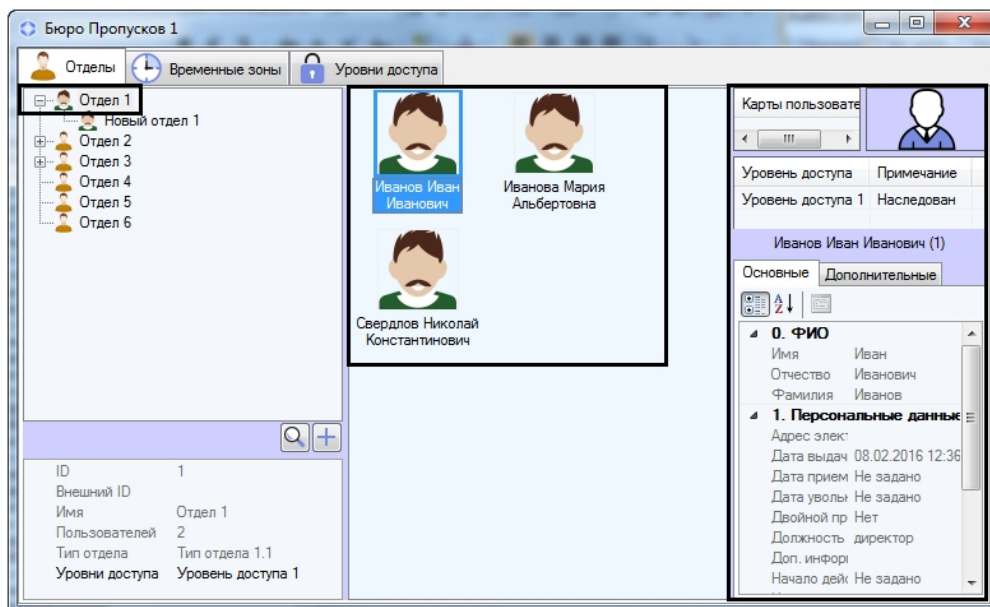 Бюро Пропусков 1
Отделы
Временные зоны
Уровни доступа
Отдел 1
Новый отдел 1
Отдел 2
Отдел 3
Отдел 4
Отдел 5
Отдел 6
ID 1
Внешний ID
Имя Отдел 1
Пользователей 2
Тип отдела Тип отдела 1.1
Уровни доступа Уровень доступа 1
Иванов Иван
Иванович
Иванова Мария
Альбертовна
Свердлов Николай
Константинович
Карты пользовате
Уровень доступа Примечание
Уровень доступа 1 Наследован
Иванов Иван Иванович (1)
Основные Дополнительные
0. ФИО
Имя Иван
Отчество Иванович
Фамилия Иванов
1. Персональные данные
Адрес элект
Дата выдач 08.02.2016 12:36
Дата прием Не задано
Дата увольн Не задано
Двойной пр Нет
Должность директор
Доп. информ
Начало дейс Не задано